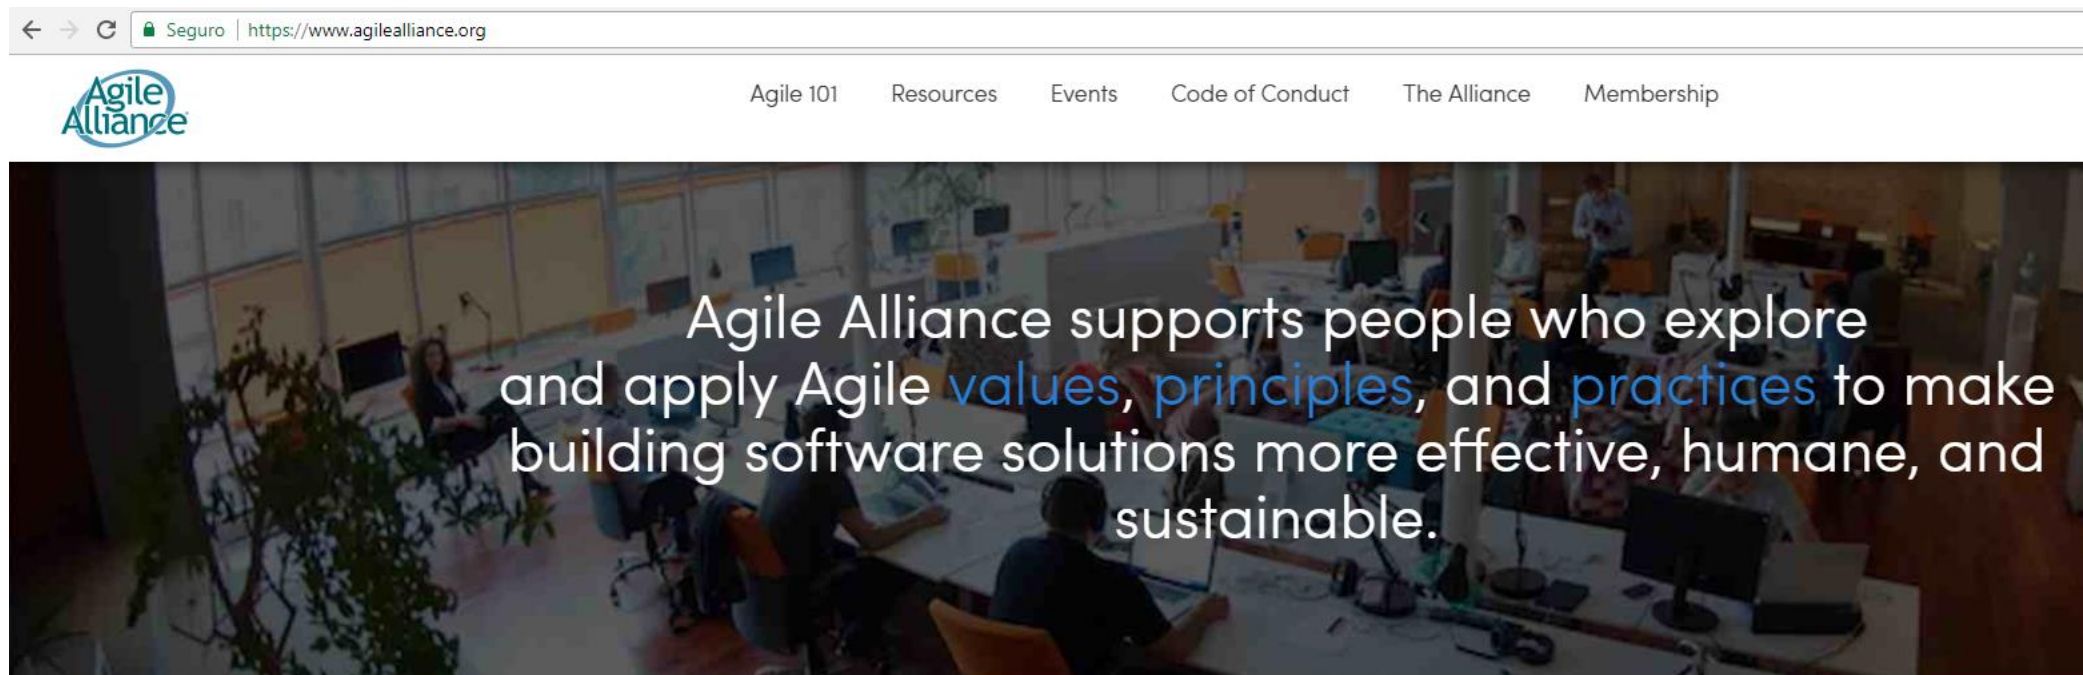 Seguro | https://www.agilealliance.org
Agile
Alliance
Agile 101 Resources Events Code of Conduct The Alliance Membership
Agile Alliance supports people who explore
and apply Agile values, principles, and practices to make
building software solutions more effective, humane, and
sustainable.